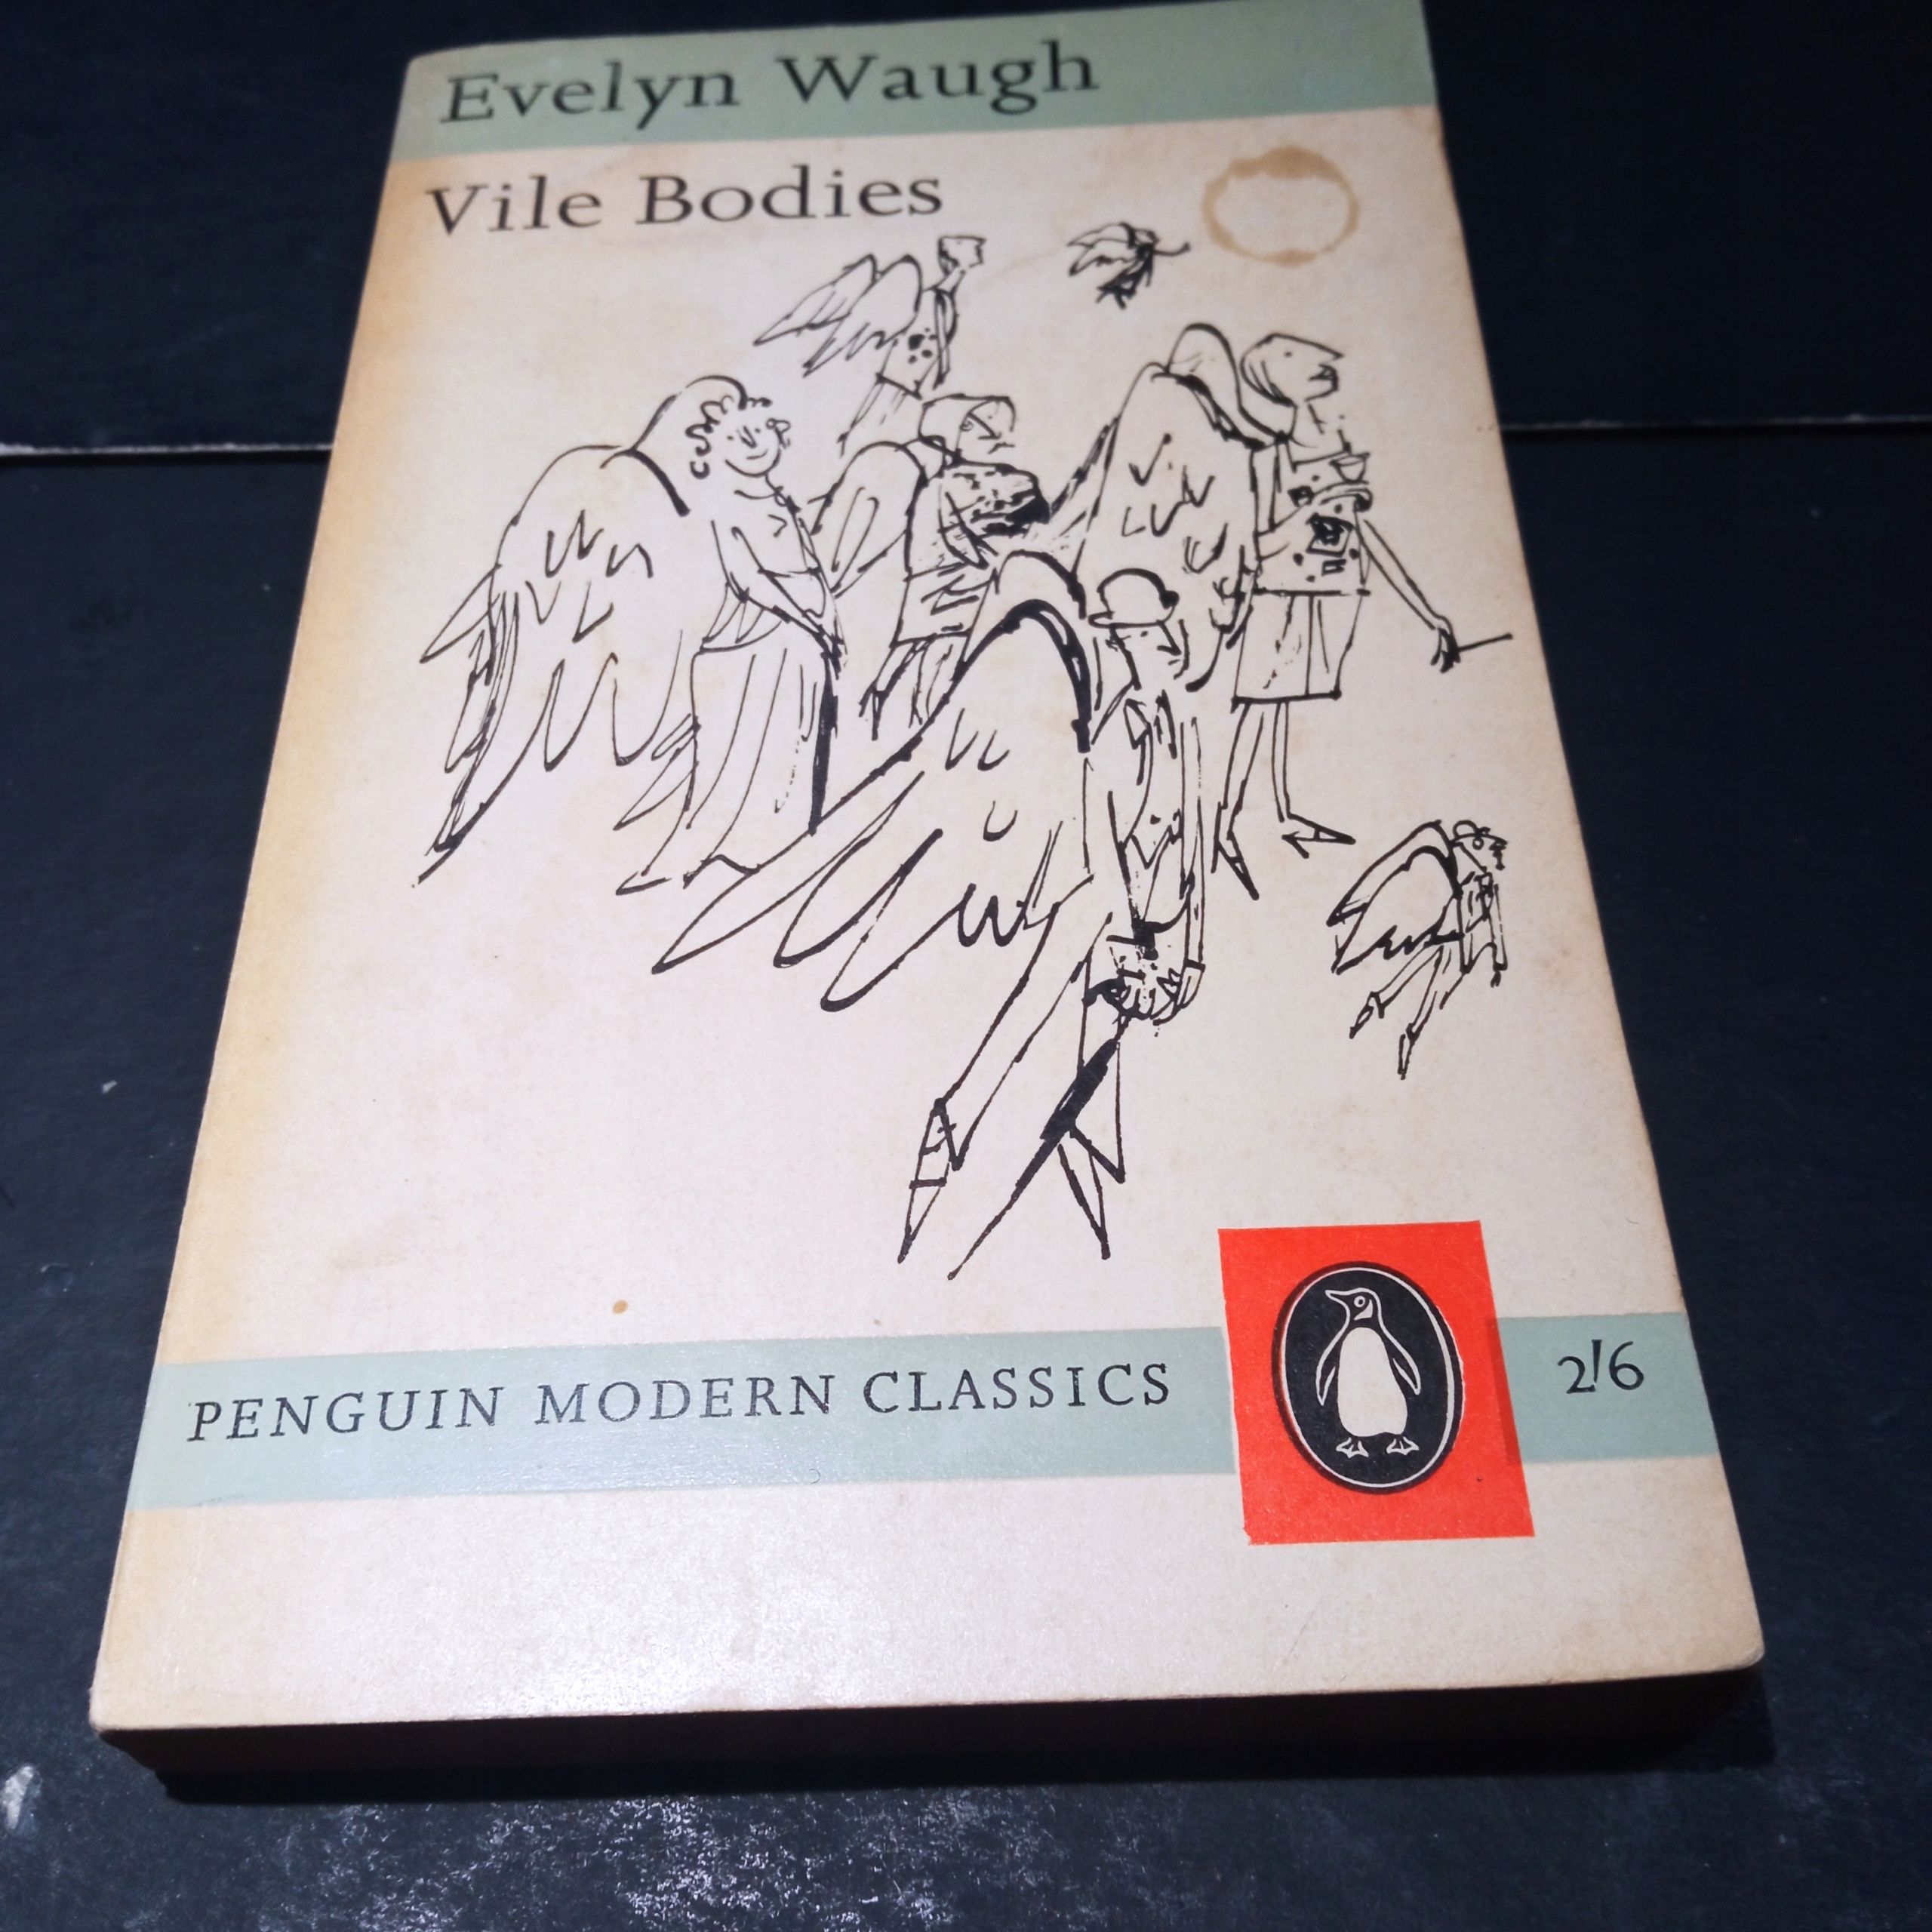 Evelyn Waugh
Vile Bodies
PENGUIN MODERN CLASSICS
2/6